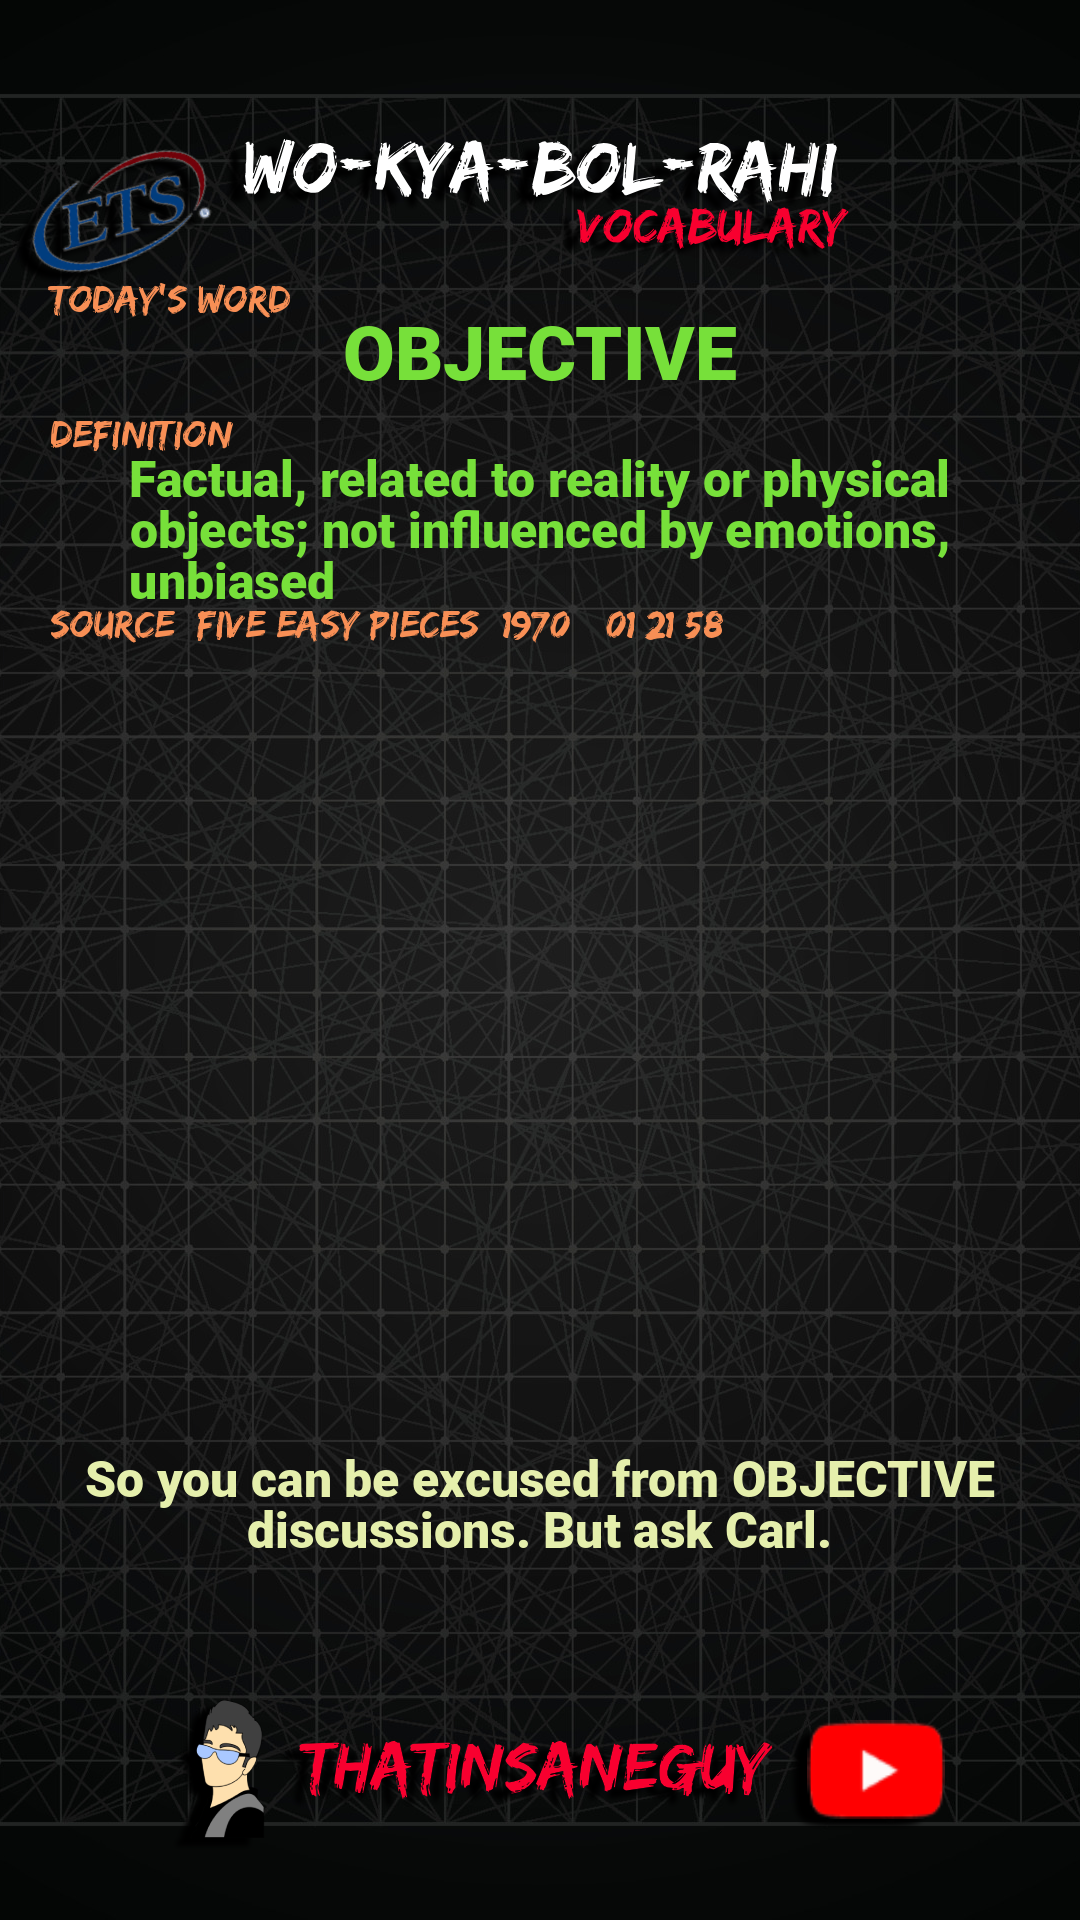 ETS
WO-KYA-BOL-RAHI
VOCABULARY
TODAY'S WORD
OBJECTIVE
DEFINITION
Factual, related to reality or physical
objects; not influenced by emotions,
unbiased
SOURCE FIVE EASY PIECES 1970 01 21 58
So you can be excused from OBJECTIVE
discussions. But ask Carl.
THATINSANEGUY